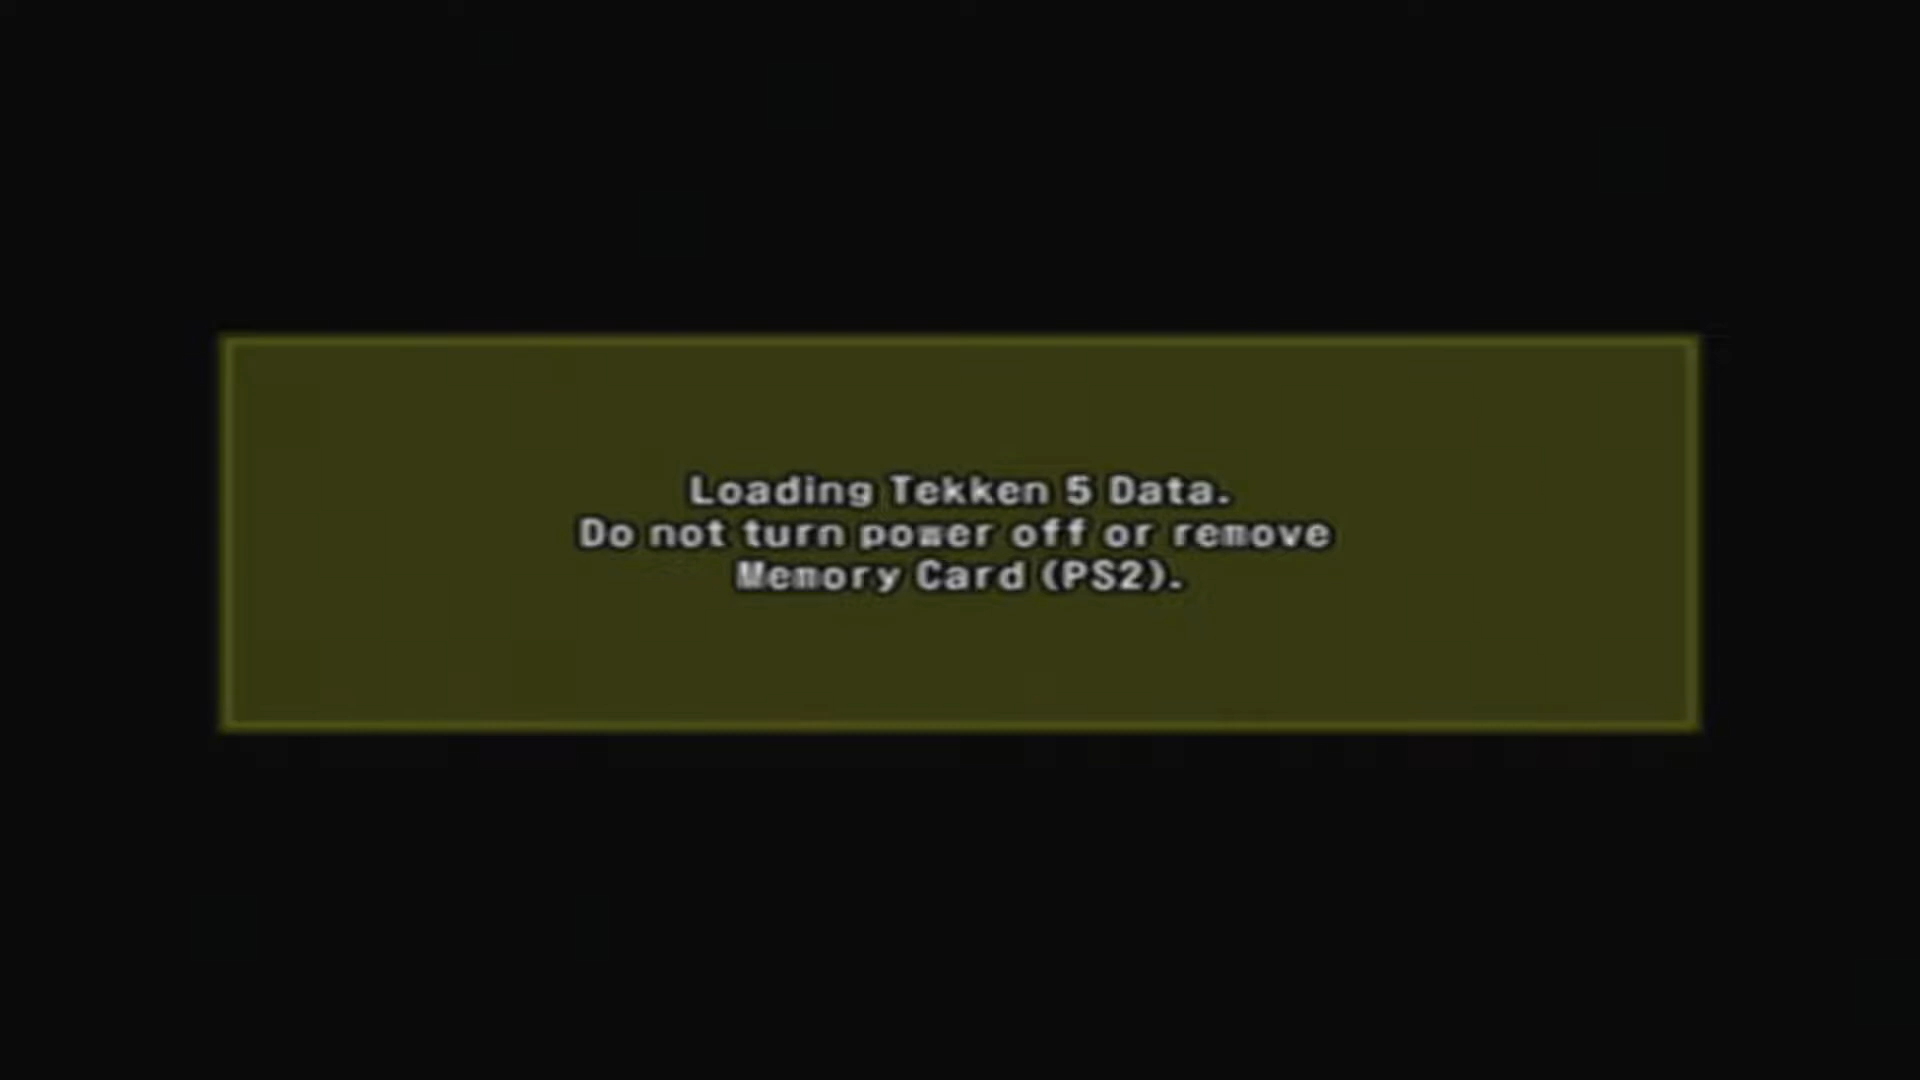 Loading Tekken 5 Data.
Do not turn power off or remove
Memory Card (PS2).